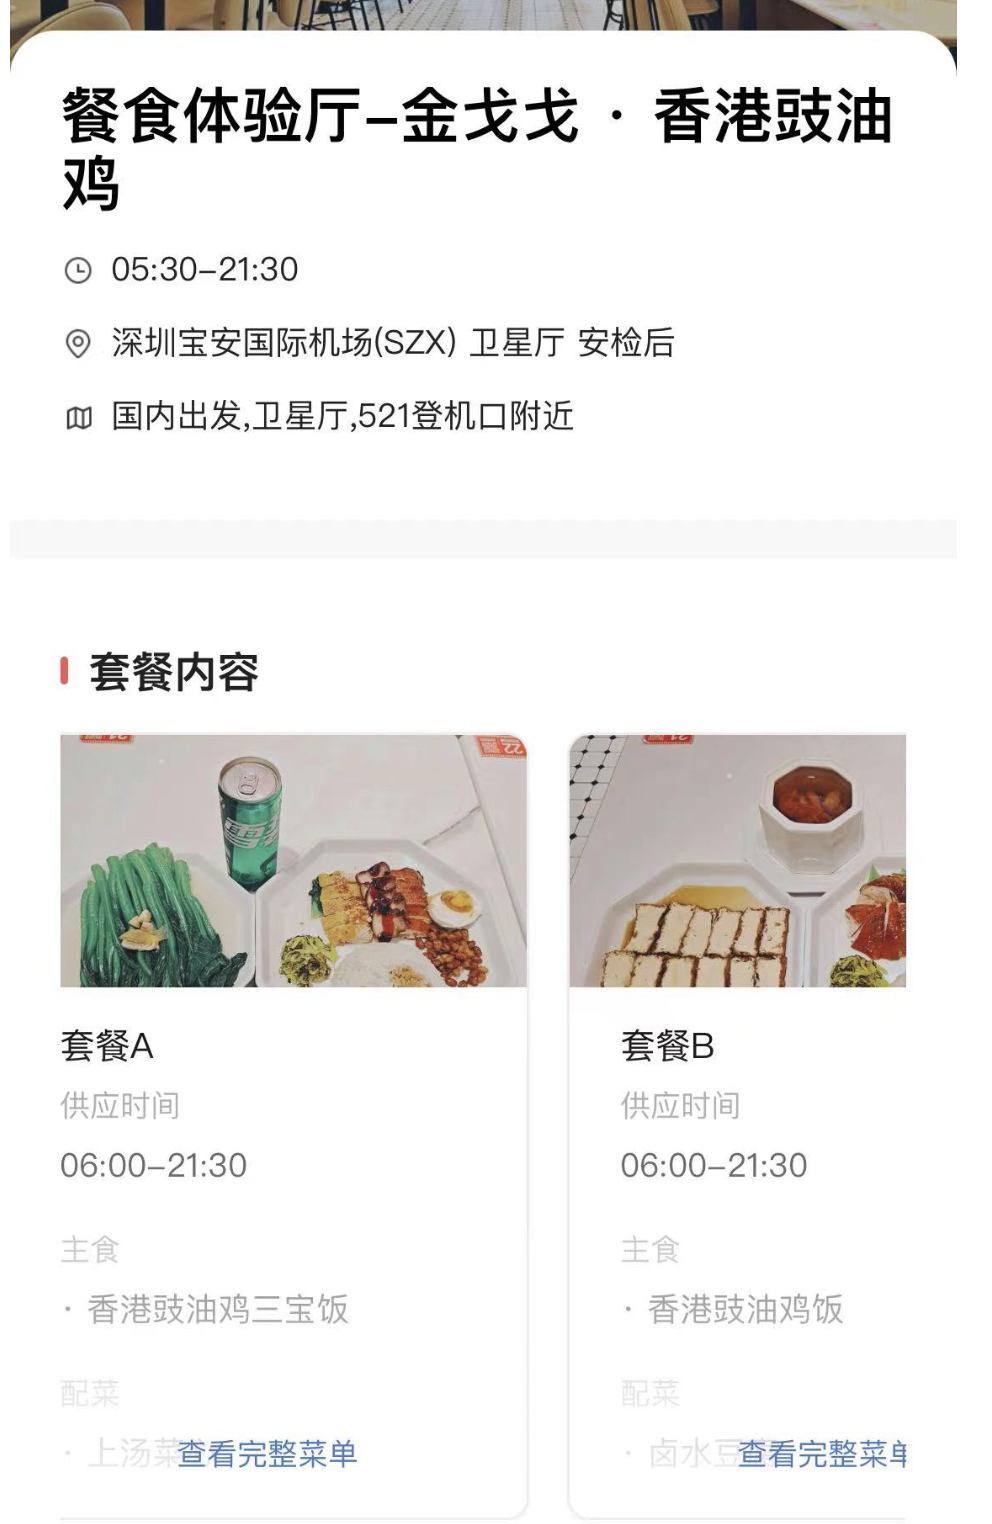 餐食体验厅–金戈戈 · 香港豉油
鸡
05:30–21:30
深圳宝安国际机场(SZX) 卫星厅 安检后
国内出发,卫星厅,521登机口附近
套餐内容
套餐A
供应时间
06:00–21:30
主食
· 香港豉油鸡三宝饭
配菜
· 上汤菜
查看完整菜单
套餐B
供应时间
06:00–21:30
主食
· 香港豉油鸡饭
配菜
· 卤水豆
查看完整菜单